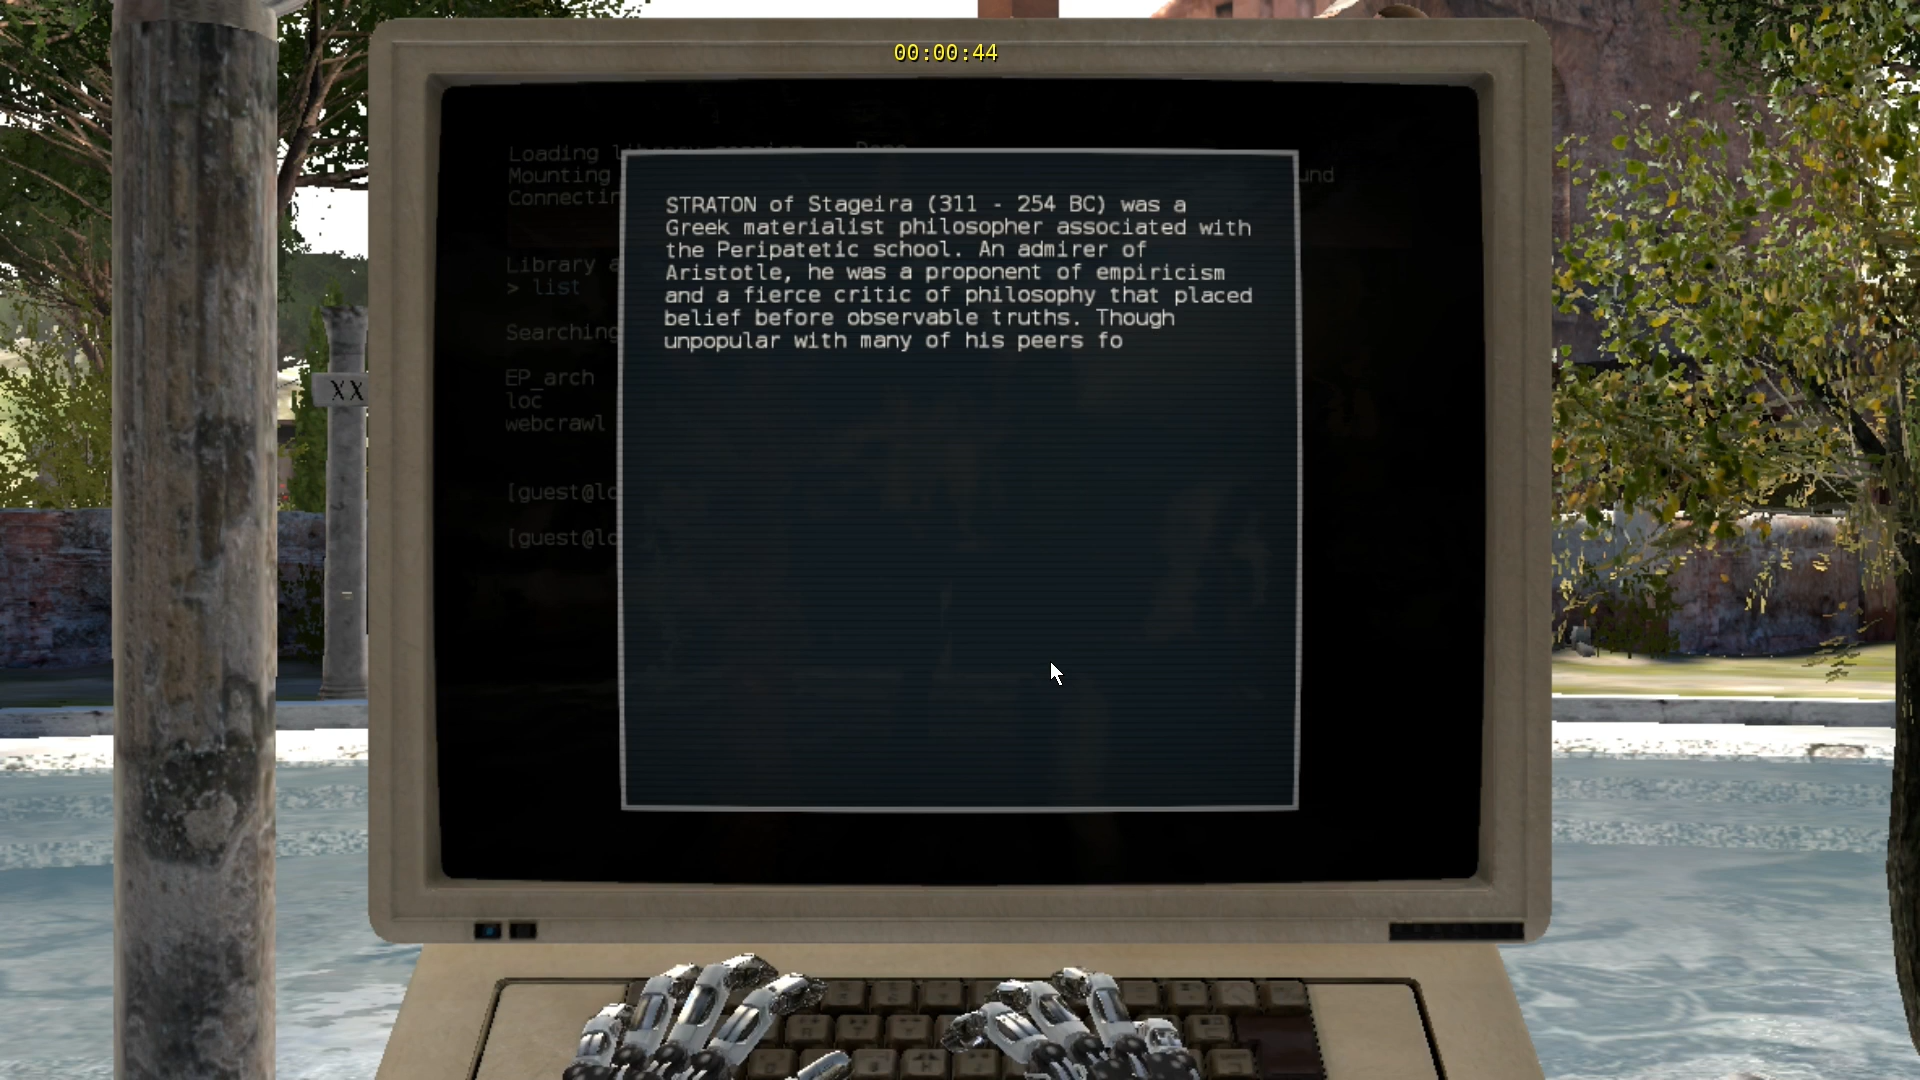 00:00:44
Loading
Mounting
Connectin
und
Library a
> list
Searching
EP_arch
loc
webcrawl
[guest@lo
[guest@lo
STRATON of Stageira (311 - 254 BC) was a
Greek materialist philosopher associated with
the Peripatetic school. An admirer of
Aristotle, he was a proponent of empiricism
and a fierce critic of philosophy that placed
belief before observable truths. Though
unpopular with many of his peers fo
XX